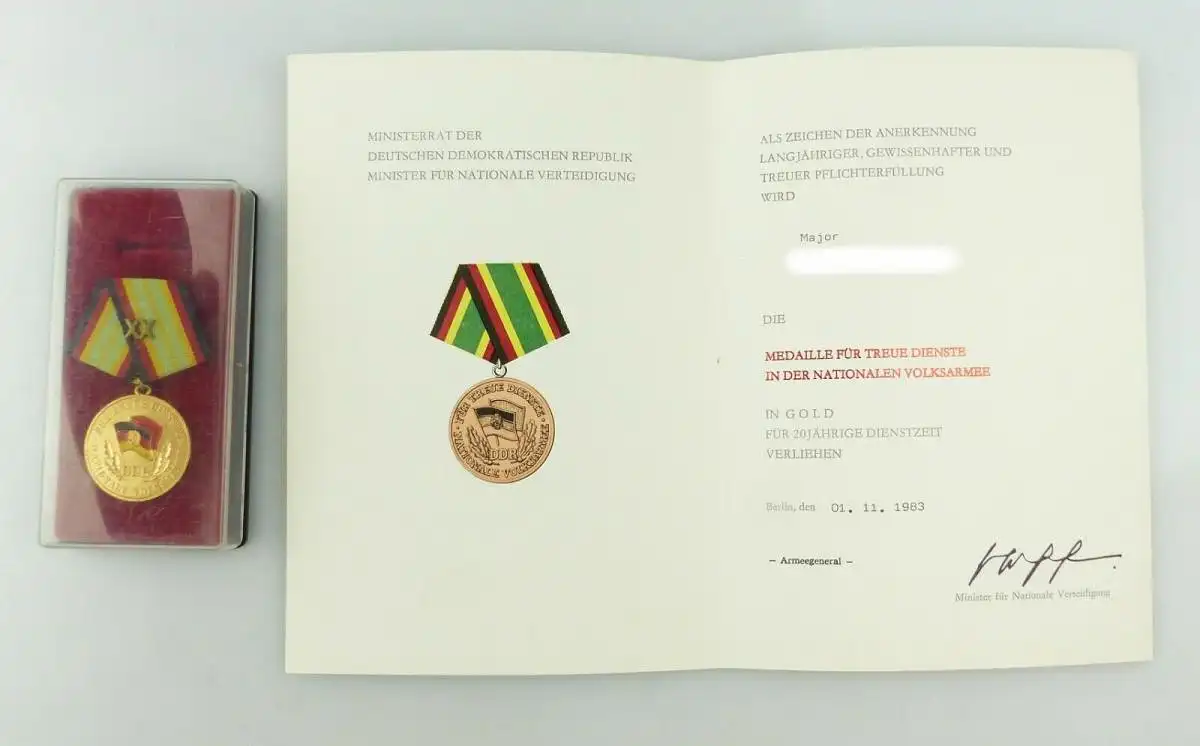 XX
MINISTERRAT DER
DEUTSCHEN DEMOKRATISCHEN REPUBLIK
MINISTER FÜR NATIONALE VERTEIDIGUNG
· FÜR TREUE DIENSTE ·
NATIONALE VOLKSARMEE
DDR
ALS ZEICHEN DER ANERKENNUNG
LANGJÄHRIGER, GEWISSENHAFTER UND
TREUER PFLICHTERFÜLLUNG
WIRD
Major
DIE
MEDAILLE FÜR TREUE DIENSTE
IN DER NATIONALEN VOLKSARMEE
IN GOLD
FÜR 20JÄHRIGE DIENSTZEIT
VERLIEHEN
Berlin, den 01. 11. 1983
– Armeegeneral –
Minister für Nationale Verteidigung